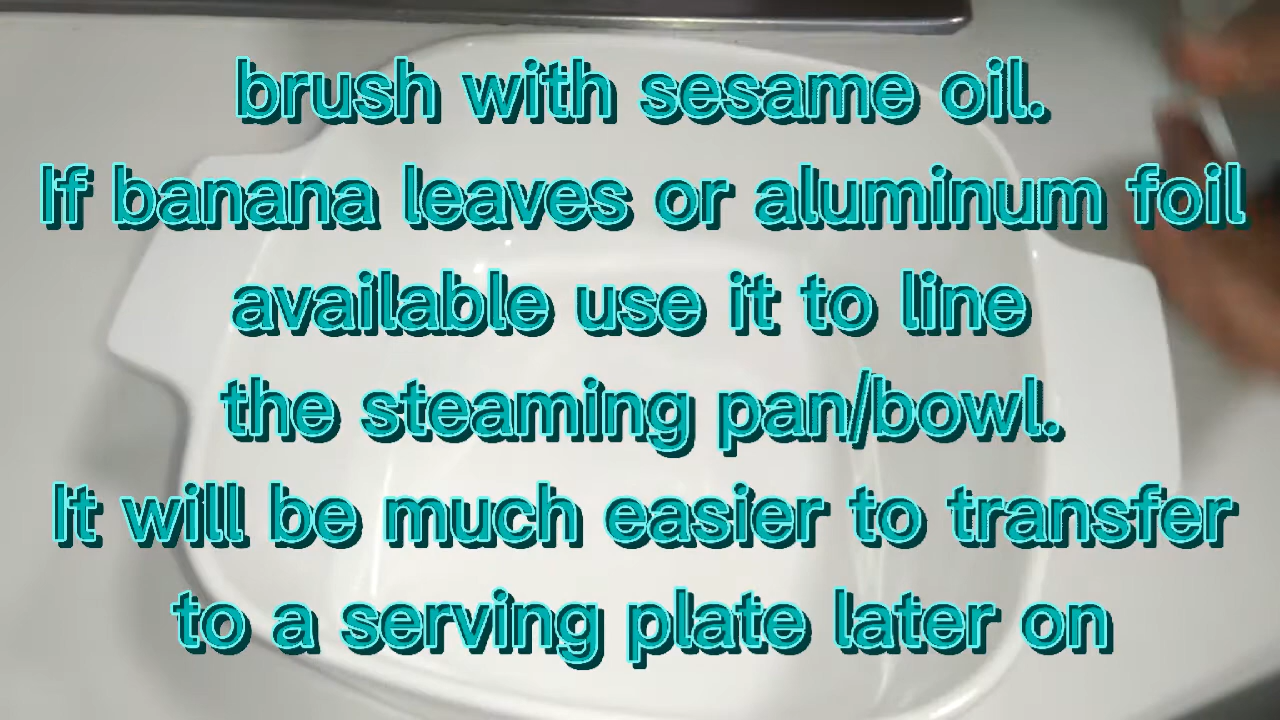 brush with sesame oil.
If banana leaves or aluminum foil
available use it to line
the steaming pan/bowl.
It will be much easier to transfer
to a serving plate later on